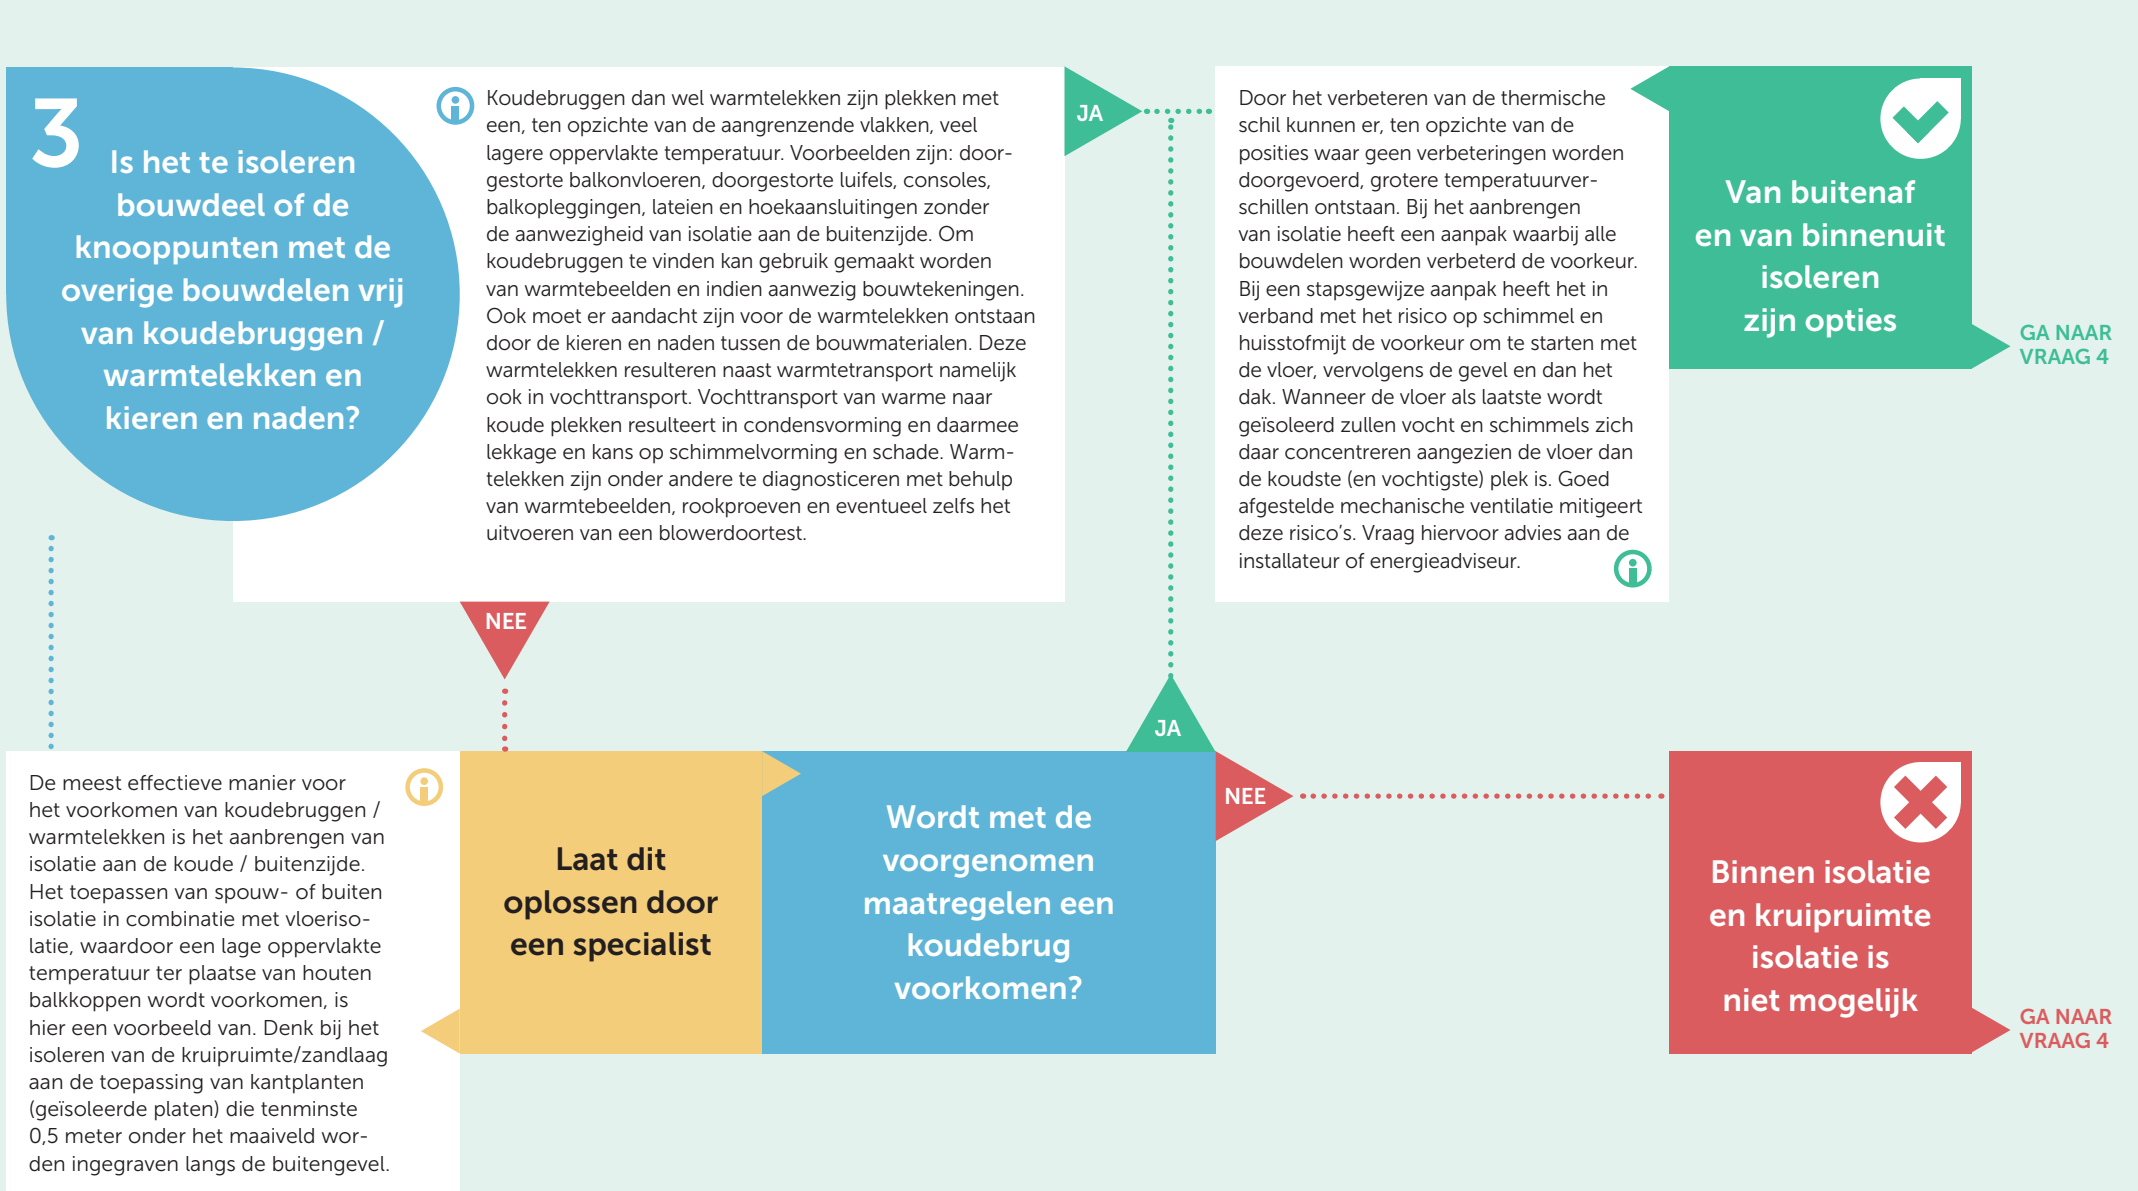 3
Is het te isoleren
bouwdeel of de
knooppunten met de
overige bouwdelen vrij
van koudebruggen /
warmtelekken en
kieren en naden?
Koudebruggen dan wel warmtelekken zijn plekken met
een, ten opzichte van de aangrenzende vlakken, veel
lagere oppervlakte temperatuur. Voorbeelden zijn: door-
gestorte balkonvloeren, doorgestorte luifels, consoles,
balkopleggingen, lateien en hoekaansluitingen zonder
de aanwezigheid van isolatie aan de buitenzijde. Om
koudebruggen te vinden kan gebruik gemaakt worden
van warmtebeelden en indien aanwezig bouwtekeningen.
Ook moet er aandacht zijn voor de warmtelekken ontstaan
door de kieren en naden tussen de bouwmaterialen. Deze
warmtelekken resulteren naast warmtetransport namelijk
ook in vochttransport. Vochttransport van warme naar
koude plekken resulteert in condensvorming en daarmee
lekkage en kans op schimmelvorming en schade. Warm-
telekken zijn onder andere te diagnosticeren met behulp
van warmtebeelden, rookproeven en eventueel zelfs het
uitvoeren van een blowerdoortest.
JA
Door het verbeteren van de thermische
schil kunnen er, ten opzichte van de
posities waar geen verbeteringen worden
doorgevoerd, grotere temperatuurver-
schillen ontstaan. Bij het aanbrengen
van isolatie heeft een aanpak waarbij alle
bouwdelen worden verbeterd de voorkeur.
Bij een stapsgewijze aanpak heeft het in
verband met het risico op schimmel en
huisstofmijt de voorkeur om te starten met
de vloer, vervolgens de gevel en dan het
dak. Wanneer de vloer als laatste wordt
geïsoleerd zullen vocht en schimmels zich
daar concentreren aangezien de vloer dan
de koudste (en vochtigste) plek is. Goed
afgestelde mechanische ventilatie mitigeert
deze risico's. Vraag hiervoor advies aan de
installateur of energieadviseur.
Van buitenaf
en van binnenuit
isoleren
zijn opties
GA NAAR
VRAAG 4
NEE
De meest effectieve manier voor
het voorkomen van koudebruggen /
warmtelekken is het aanbrengen van
isolatie aan de koude / buitenzijde.
Het toepassen van spouw- of buiten
isolatie in combinatie met vloeriso-
latie, waardoor een lage oppervlakte
temperatuur ter plaatse van houten
balkkoppen wordt voorkomen, is
hier een voorbeeld van. Denk bij het
isoleren van de kruipruimte/zandlaag
aan de toepassing van kantplanten
(geïsoleerde platen) die tenminste
0,5 meter onder het maaiveld wor-
den ingegraven langs de buitengevel.
Laat dit
oplossen door
een specialist
Wordt met de
voorgenomen
maatregelen een
koudebrug
voorkomen?
JA
NEE
Binnen isolatie
en kruipruimte
isolatie is
niet mogelijk
GA NAAR
VRAAG 4